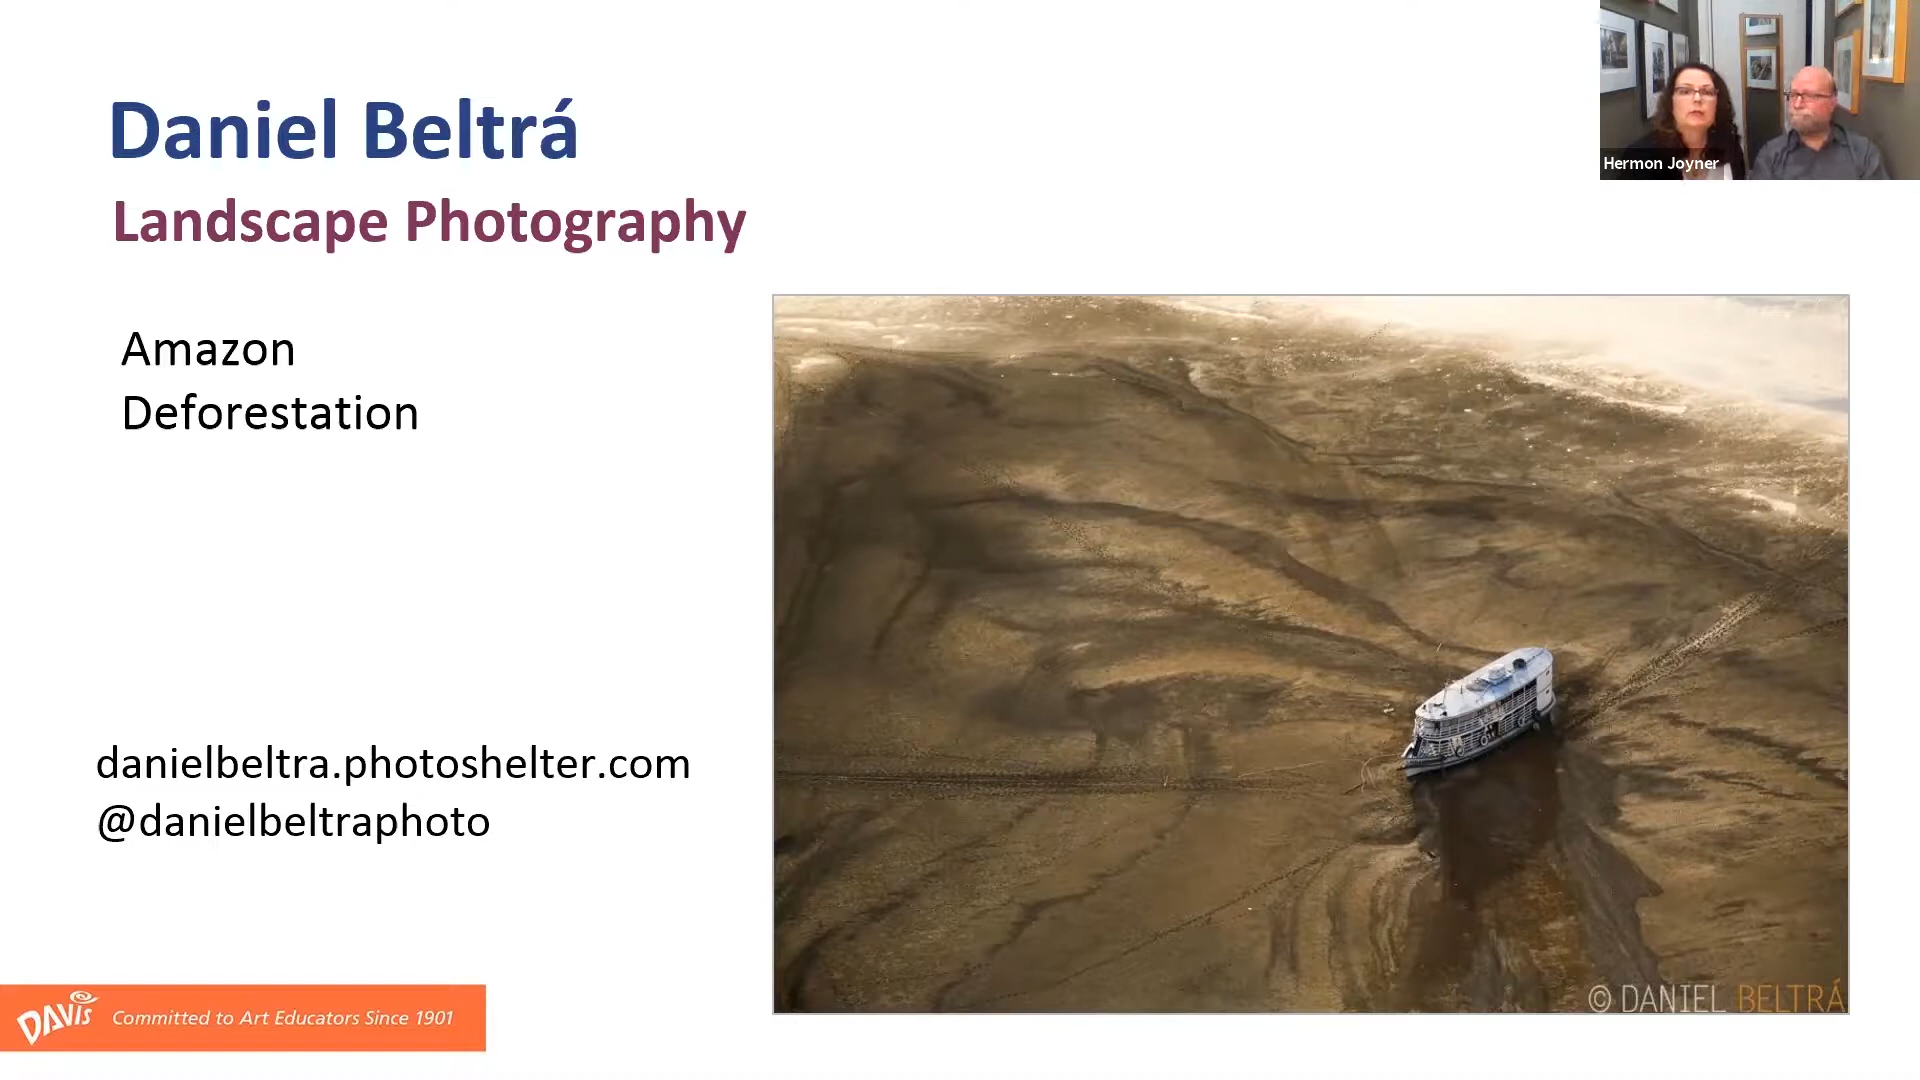 Daniel Beltrá
Landscape Photography
Hermon Joyner
Amazon
Deforestation
danielbeltra.photoshelter.com
@danielbeltraphoto
© DANIEL BELTRÁ
DAVIS Committed to Art Educators Since 1901